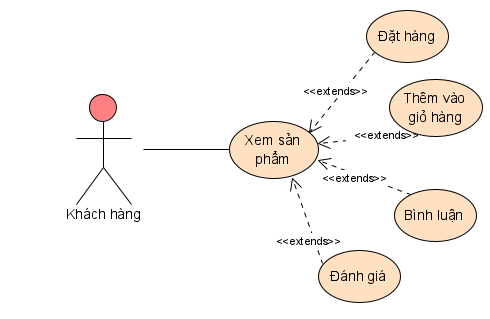 Đặt hàng
<<extends>>
Thêm vào
giỏ hàng
<<extends>>
Xem sản
phẩm
<<extends>>
Khách hàng
Bình luận
<<extends>>
Đánh giá